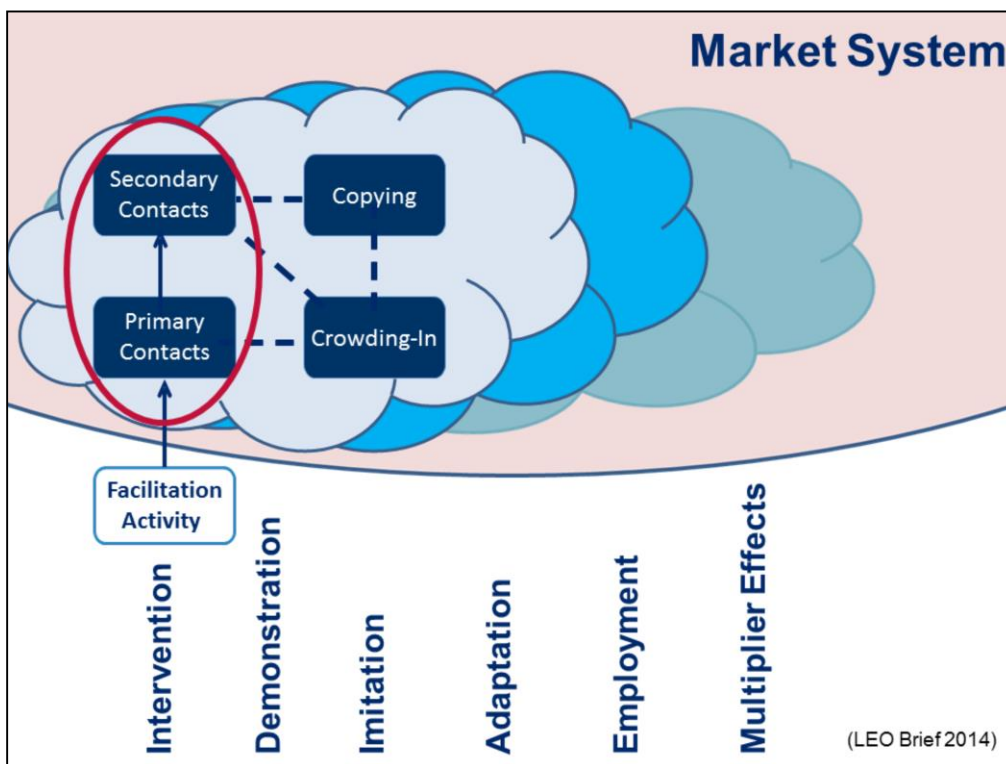 Market System
Secondary
Contacts
Copying
Primary
Contacts
Crowding-In
Facilitation
Activity
Intervention
Demonstration
Imitation
Adaptation
Employment
Multiplier Effects
(LEO Brief 2014)